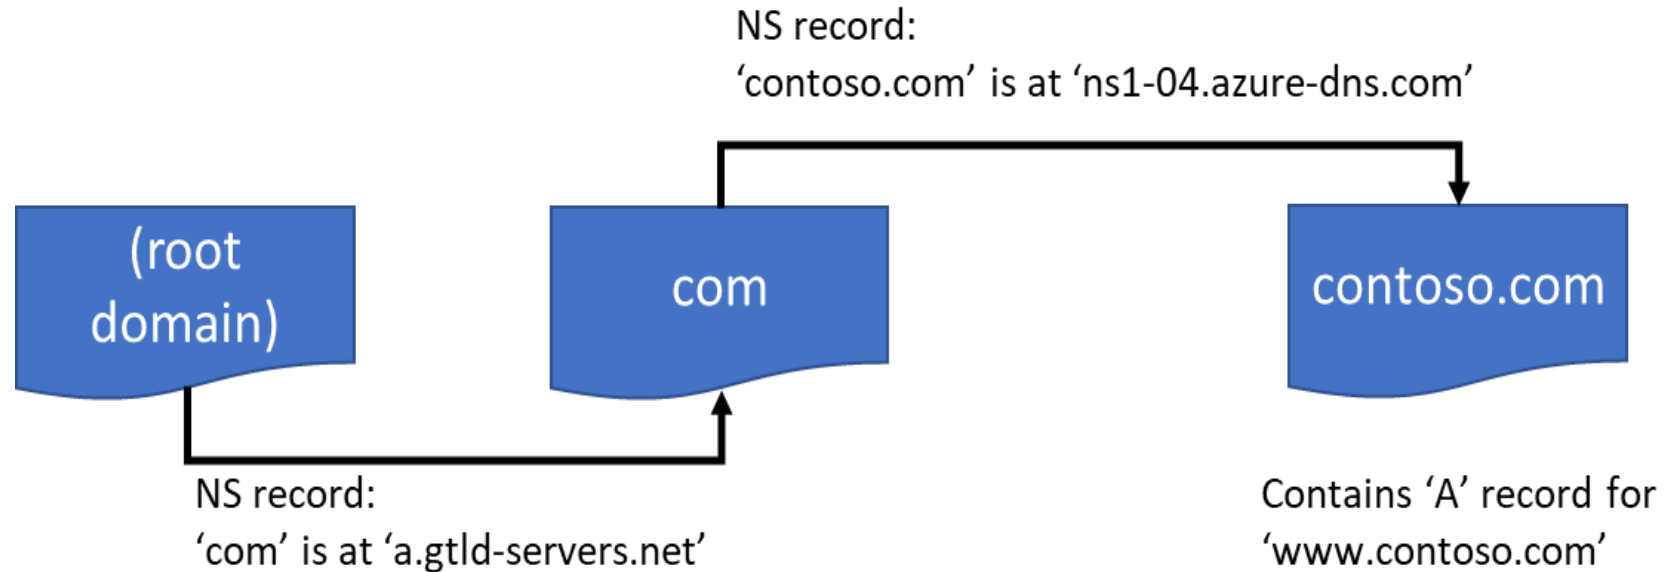 NS record:
‘contoso.com’ is at ‘ns1-04.azure-dns.com’
(root
domain)
com
contoso.com
NS record:
‘com’ is at ‘a.gtld-servers.net’
Contains ‘A’ record for
‘www.contoso.com’